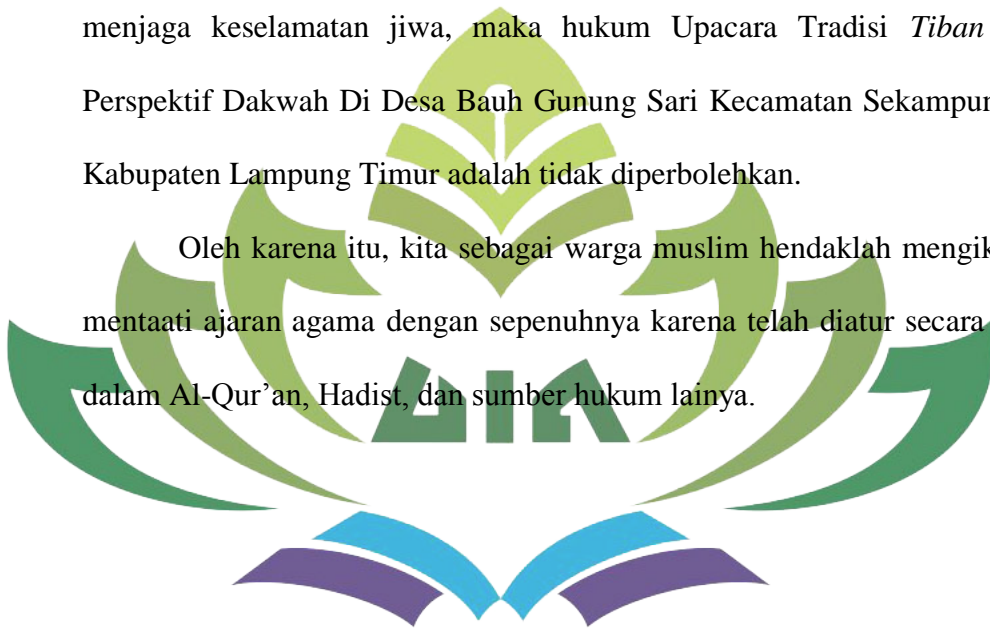 menjaga keselamatan jiwa, maka hukum Upacara Tradisi Tiban
Perspektif Dakwah Di Desa Bauh Gunung Sari Kecamatan Sekampun
Kabupaten Lampung Timur adalah tidak diperbolehkan.
Oleh karena itu, kita sebagai warga muslim hendaklah mengik
mentaati ajaran agama dengan sepenuhnya karena telah diatur secara
dalam Al-Qur’an, Hadist, dan sumber hukum lainya.